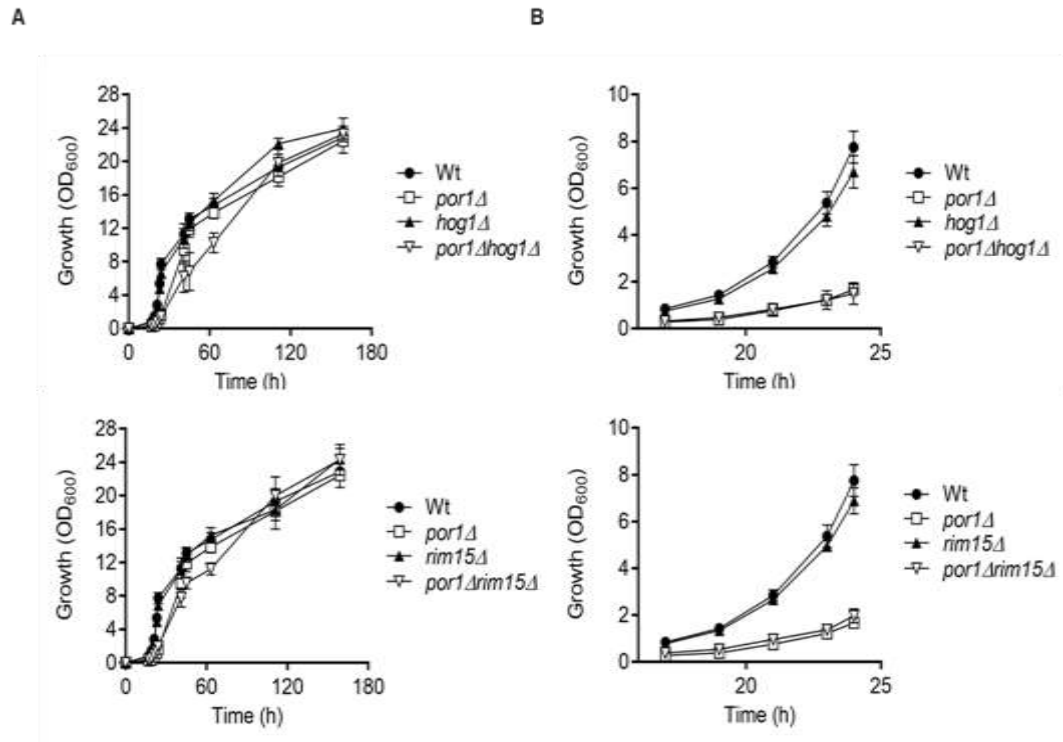 A
B
Growth (OD600)
28
24
20
16
12
8
4
0
0 60 120 180
Time (h)
Wt
por1Δ
hog1Δ
por1Δhog1Δ
Growth (OD600)
10
8
6
4
2
0
20 25
Time (h)
Wt
por1Δ
hog1Δ
por1Δhog1Δ
Growth (OD600)
28
24
20
16
12
8
4
0
0 60 120 180
Time (h)
Wt
por1Δ
rim15Δ
por1Δrim15Δ
Growth (OD600)
10
8
6
4
2
0
20 25
Time (h)
Wt
por1Δ
rim15Δ
por1Δrim15Δ